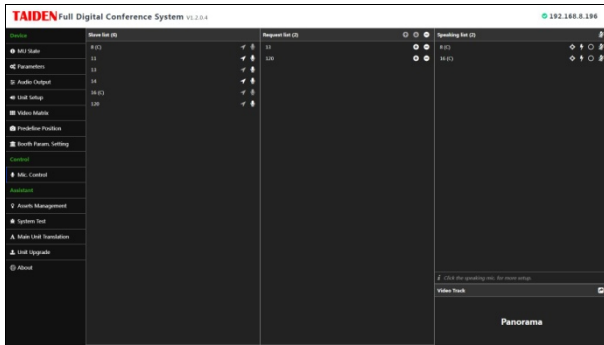 TAIDEN Full Digital Conference System V1.2.0.4
192.168.8.196
Device
MU State
Parameters
Audio Output
Unit Setup
Video Matrix
Predefine Position
Booth Param. Setting
Control
Mic. Control
Assistant
Assets Management
System Test
Main Unit Translation
Unit Upgrade
About
Slave list (6)
8 (C)
11
13
14
16 (C)
120
Request list (2)
13
120
Speaking list (2)
8 (C)
16 (C)
Click the speaking mic. for more setup.
Video Track
Panorama